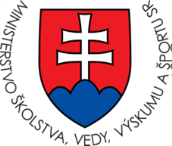 MINISTERSTVO ŠKOLSTVA, VEDY, VÝSKUMU A ŠPORTU SR